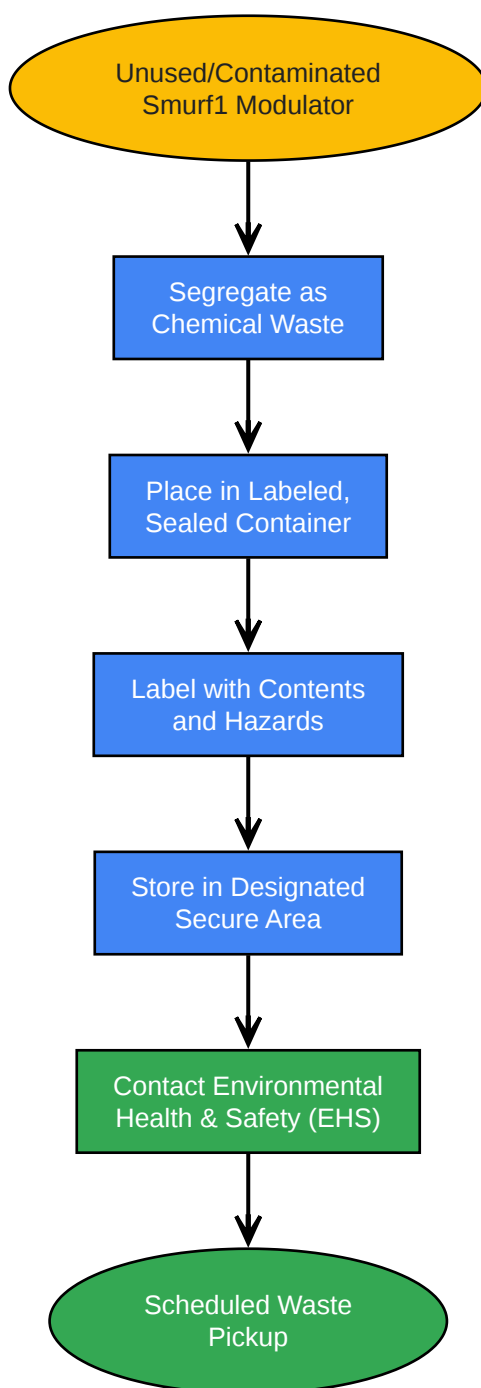 Unused/Contaminated
Smurf1 Modulator
Segregate as
Chemical Waste
Place in Labeled,
Sealed Container
Label with Contents
and Hazards
Store in Designated
Secure Area
Contact Environmental
Health & Safety (EHS)
Scheduled Waste
Pickup